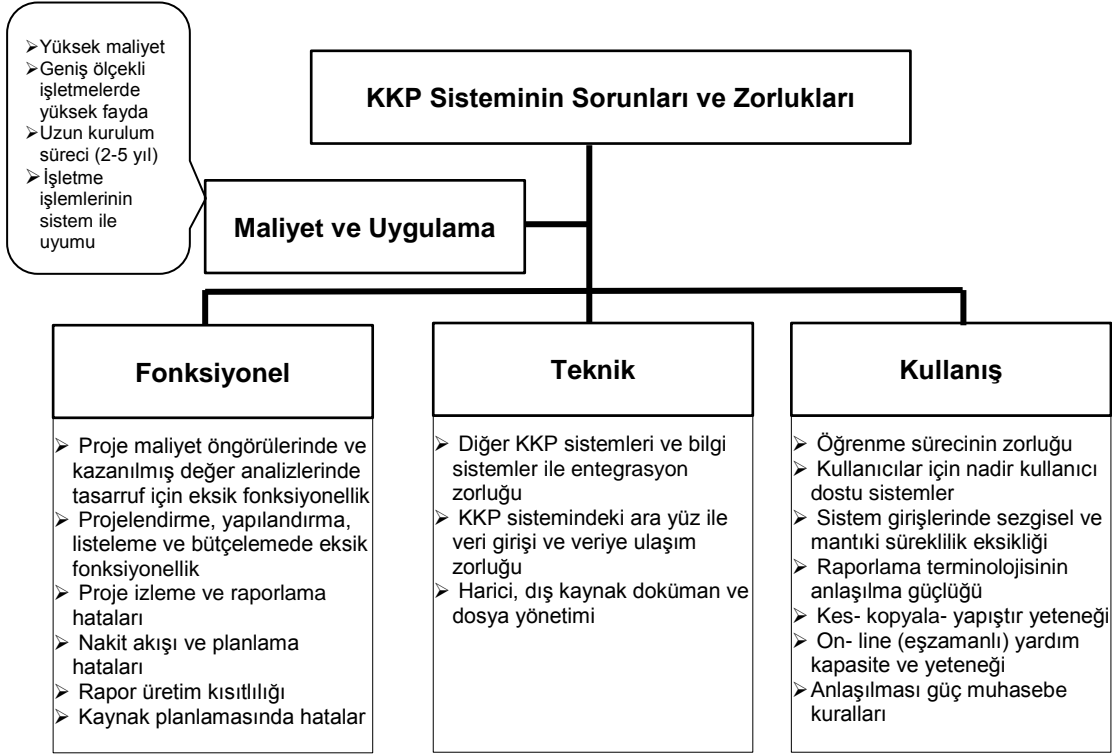 ➢Yüksek maliyet
➢Geniş ölçekli
işletmelerde
yüksek fayda
➢Uzun kurulum
süreci (2-5 yıl)
➢İşletme
işlemlerinin
sistem ile
uyumu
KKP Sisteminin Sorunları ve Zorlukları
Maliyet ve Uygulama
Fonksiyonel
➢ Proje maliyet öngörülerinde ve
kazanılmış değer analizlerinde
tasarruf için eksik fonksiyonellik
➢ Projelendirme, yapılandırma,
listeleme ve bütçelemede eksik
fonksiyonellik
➢ Proje izleme ve raporlama
hataları
➢ Nakit akışı ve planlama
hataları
➢ Rapor üretim kısıtlılığı
➢ Kaynak planlamasında hatalar
Teknik
➢ Diğer KKP sistemleri ve bilgi
sistemler ile entegrasyon
zorluğu
➢ KKP sistemindeki ara yüz ile
veri girişi ve veriye ulaşım
zorluğu
➢ Harici, dış kaynak doküman ve
dosya yönetimi
Kullanış
➢ Öğrenme sürecinin zorluğu
➢ Kullanıcılar için nadir kullanıcı
dostu sistemler
➢ Sistem girişlerinde sezgisel ve
mantıki süreklilik eksikliği
➢ Raporlama terminolojisinin
anlaşılma güçlüğü
➢ Kes- kopyala- yapıştır yeteneği
➢ On- line (eşzamanlı) yardım
kapasite ve yeteneği
➢Anlaşılması güç muhasebe
kuralları